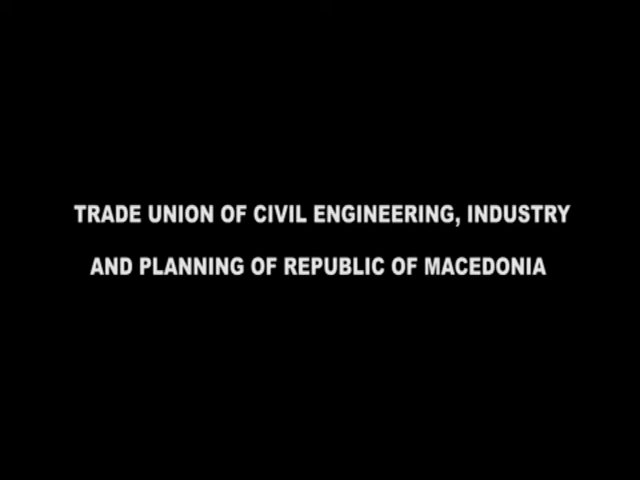 TRADE UNION OF CIVIL ENGINEERING, INDUSTRY
AND PLANNING OF REPUBLIC OF MACEDONIA